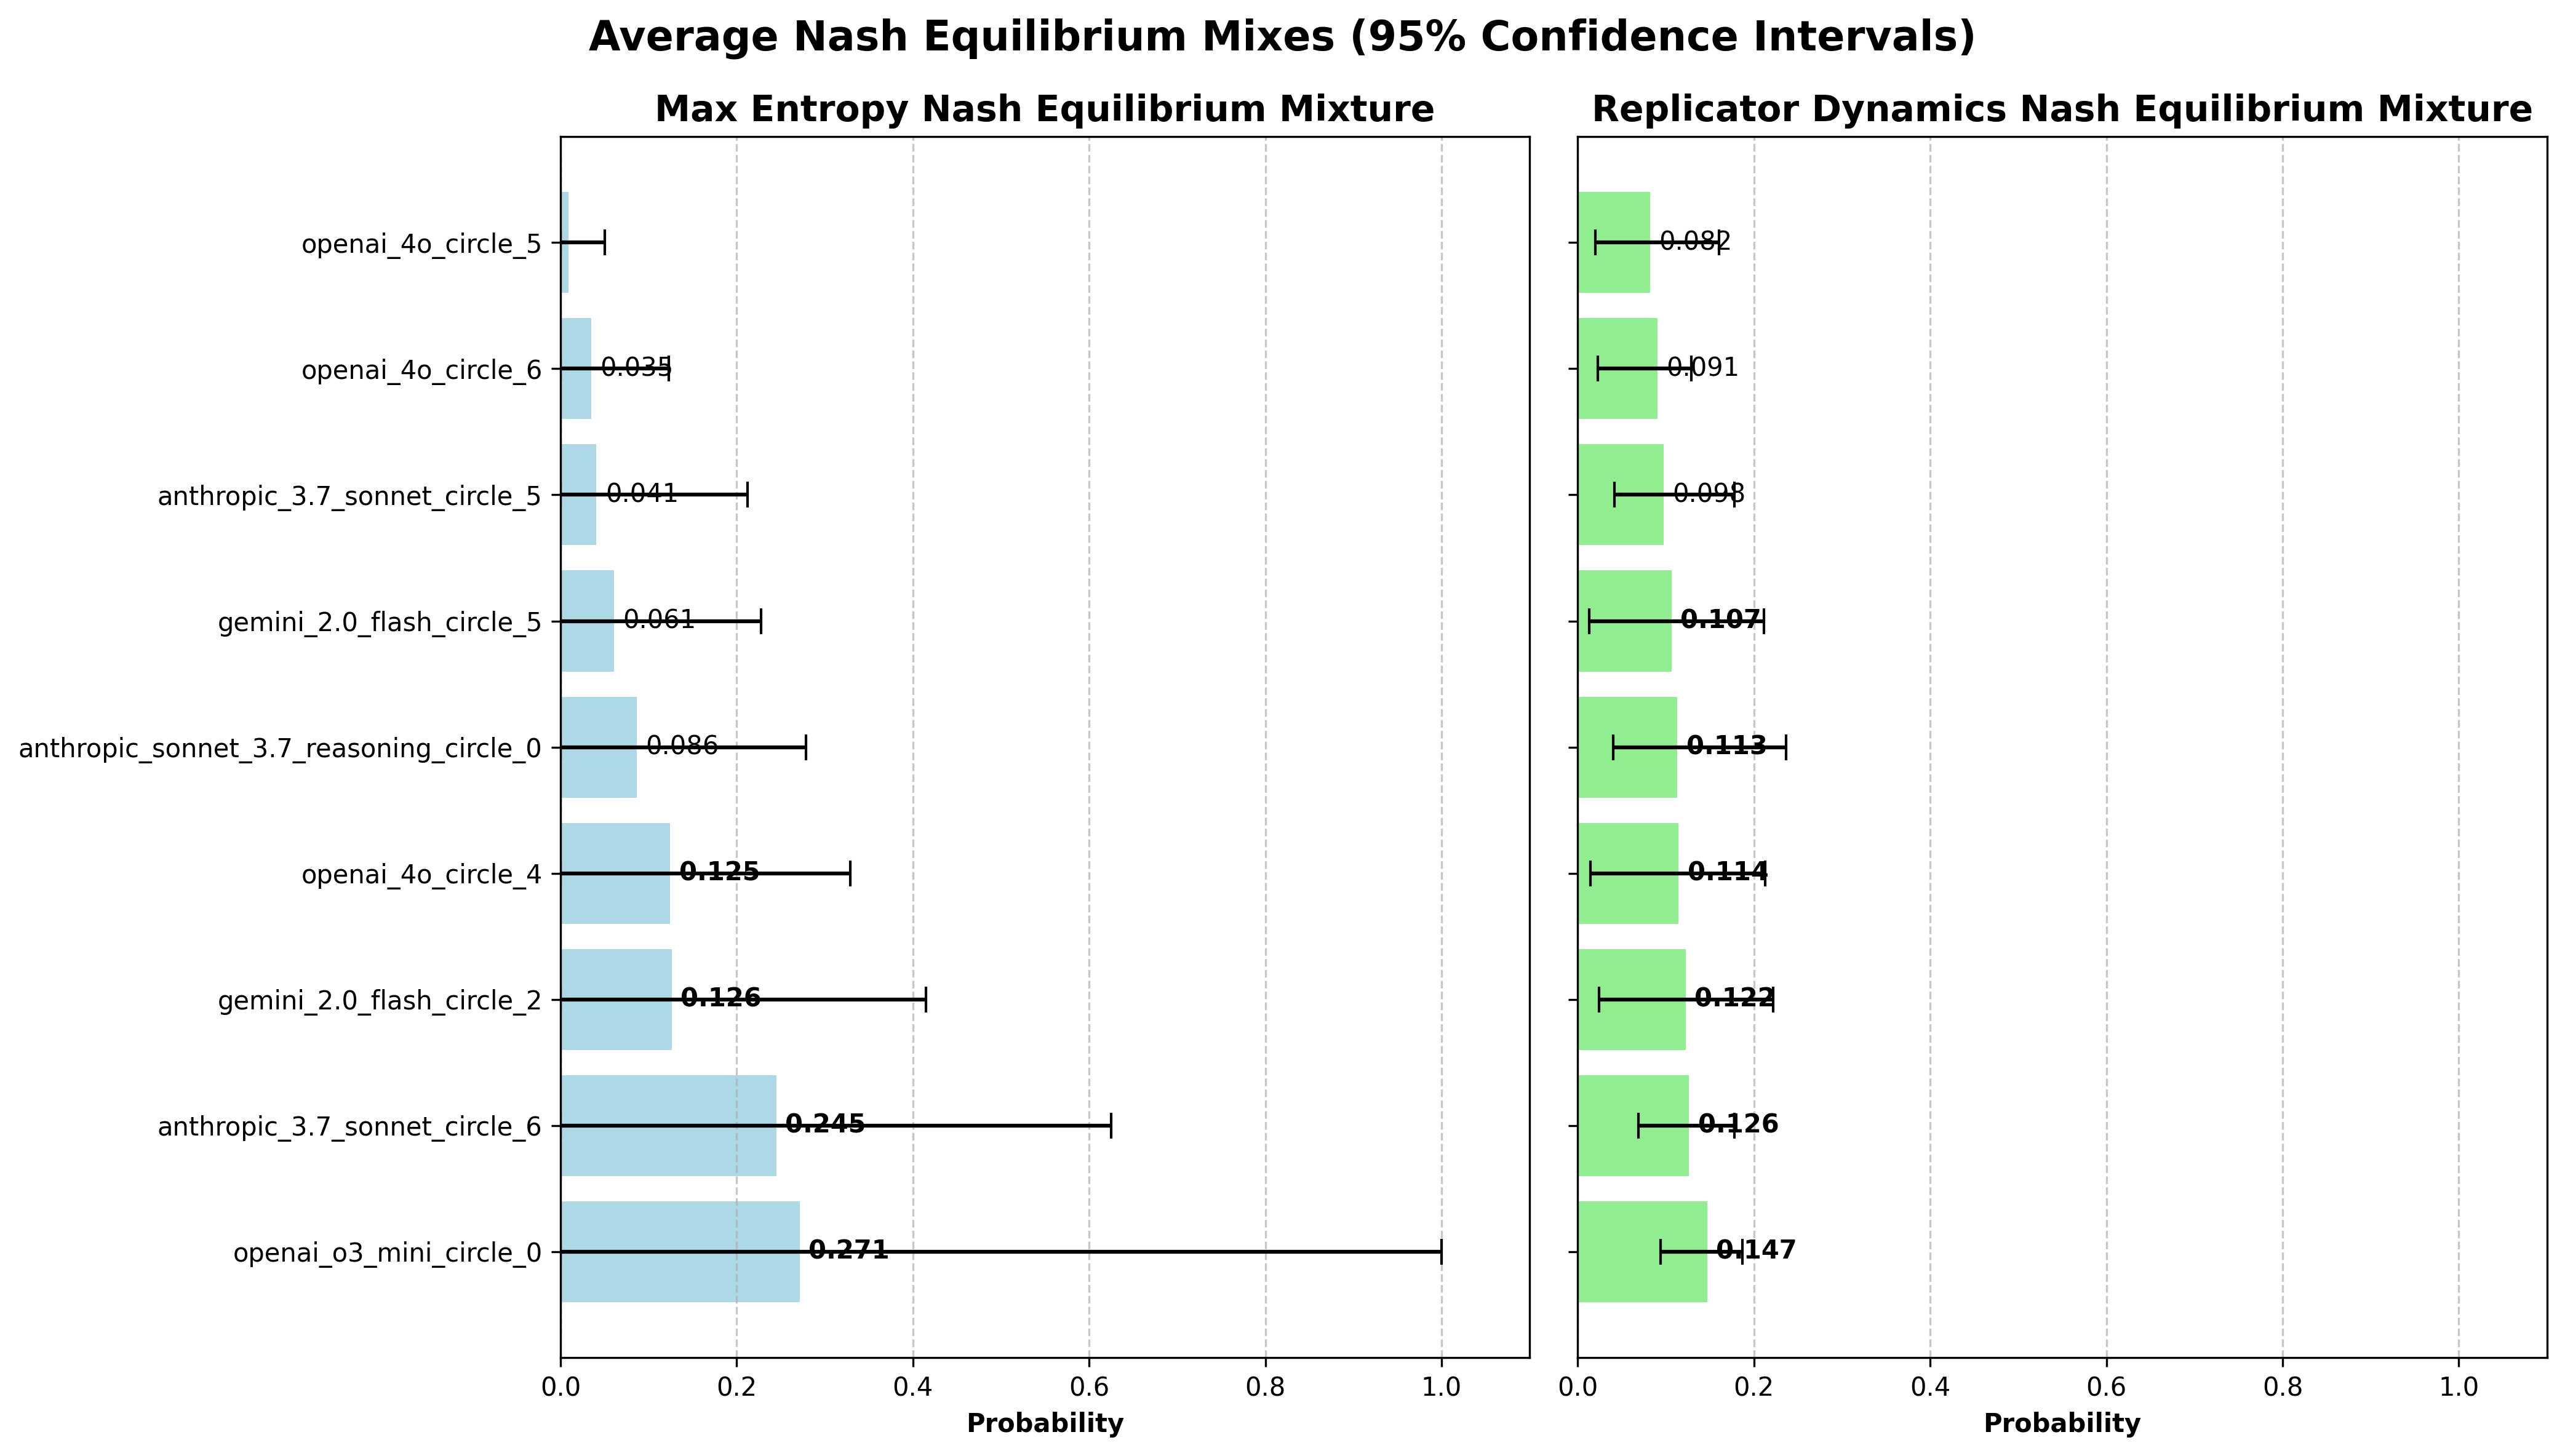 Average Nash Equilibrium Mixes (95% Confidence Intervals)
Max Entropy Nash Equilibrium Mixture
openai_4o_circle_5
openai_4o_circle_6
0.035
anthropic_3.7_sonnet_circle_5
0.041
gemini_2.0_flash_circle_5
0.061
anthropic_sonnet_3.7_reasoning_circle_0
0.086
openai_4o_circle_4
0.125
gemini_2.0_flash_circle_2
0.126
anthropic_3.7_sonnet_circle_6
0.245
openai_o3_mini_circle_0
0.271
0.0 0.2 0.4 0.6 0.8 1.0
Probability
Replicator Dynamics Nash Equilibrium Mixture
0.082
0.091
0.098
0.107
0.113
0.114
0.122
0.126
0.147
0.0 0.2 0.4 0.6 0.8 1.0
Probability